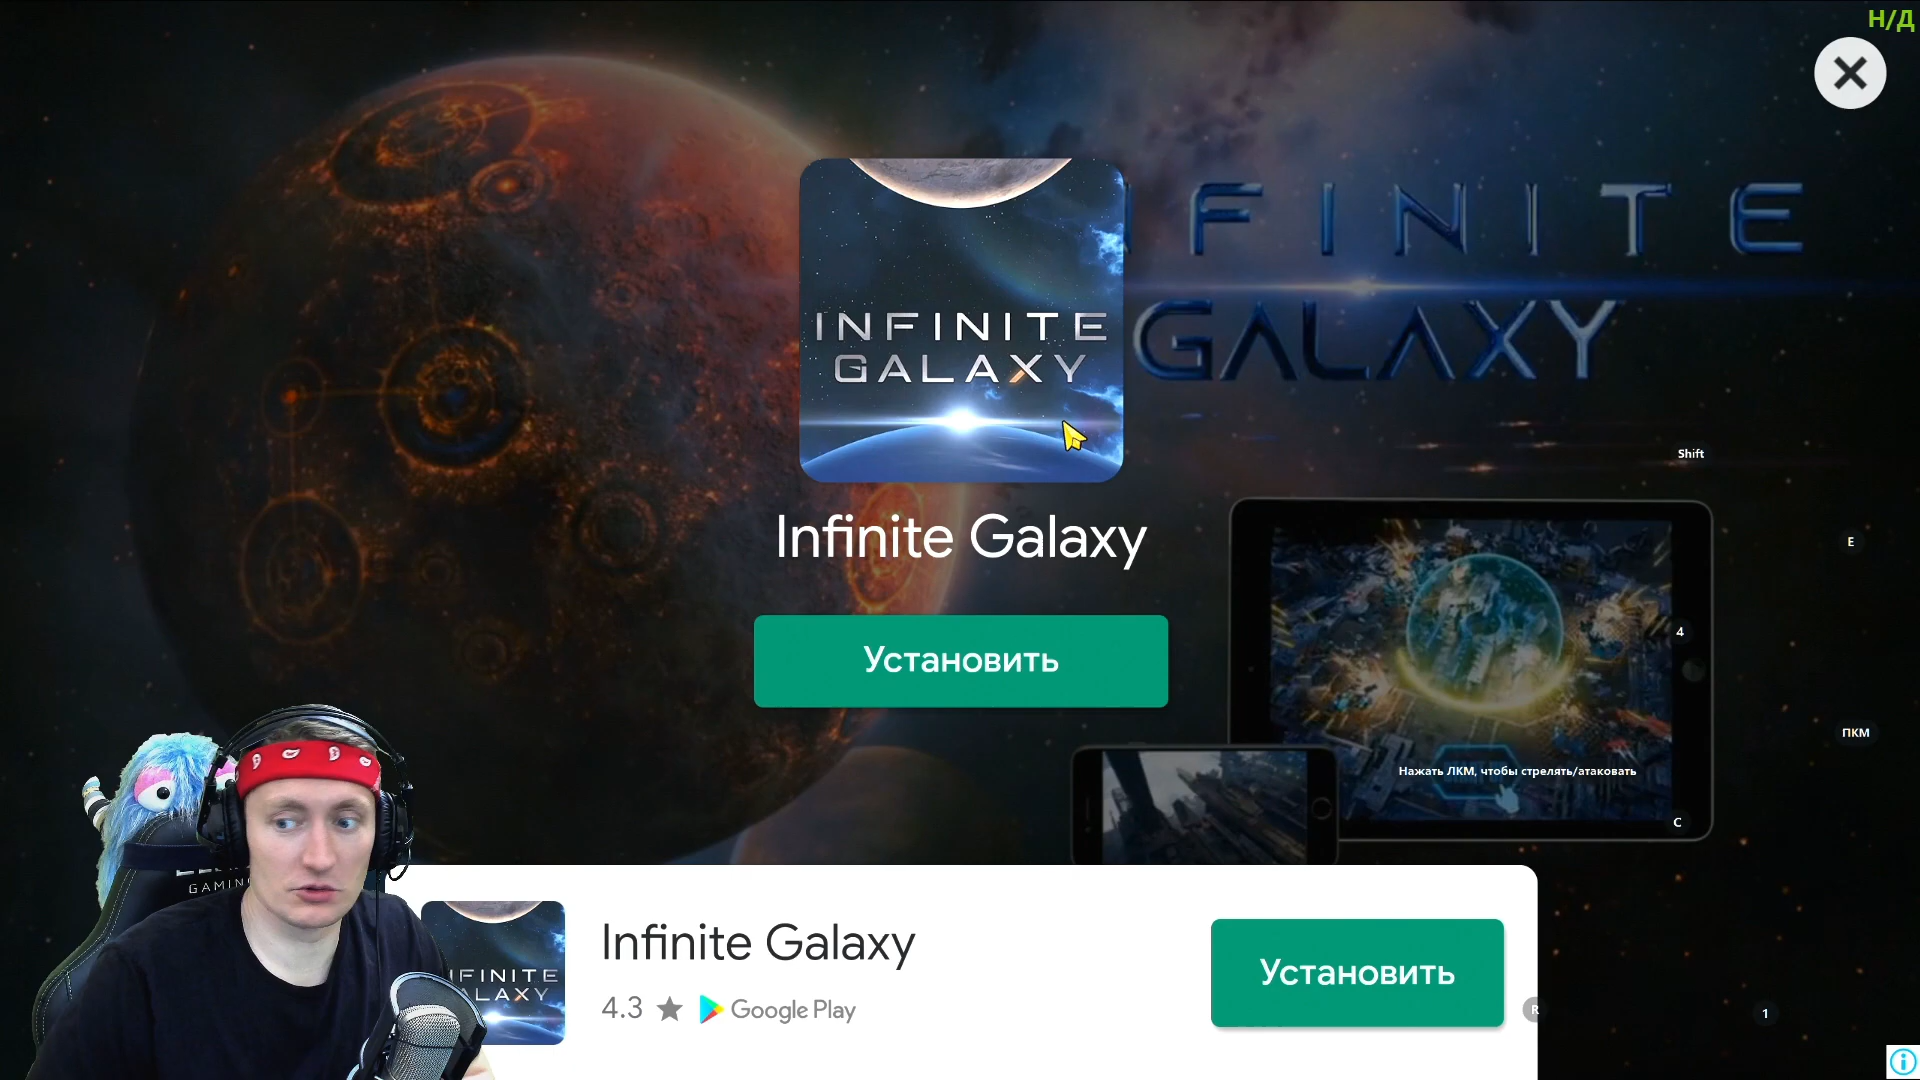 Н/Д
INFINITE
GALAXY
FINITE
GALAXY
Shift
Infinite Galaxy
E
4
Установить
ПКМ
Нажать ЛКМ, чтобы стрелять/атаковать
C
GAMING
Infinite Galaxy
Установить
4.3 ★ Google Play
R
1